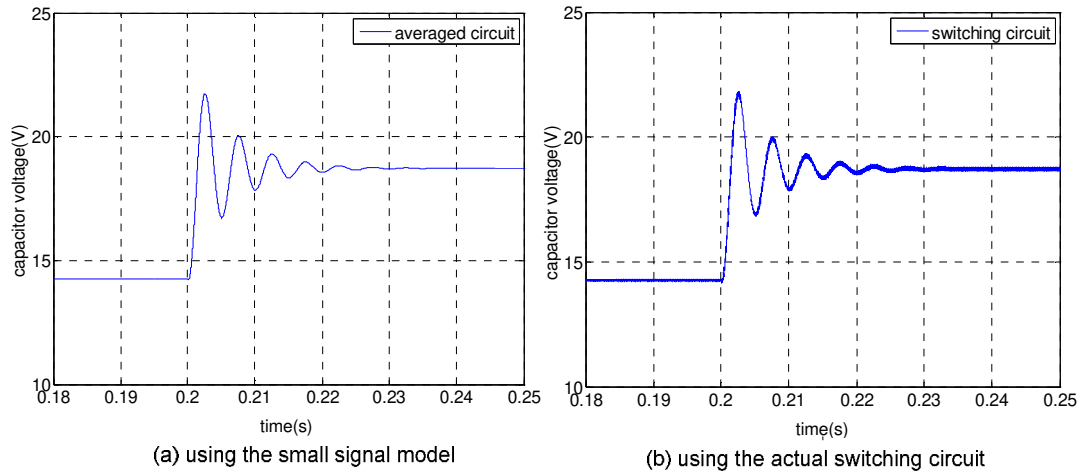 25
20
15
10
capacitor voltage(V)
averaged circuit
0.18 0.19 0.2 0.21 0.22 0.23 0.24 0.25
time(s)
(a) using the small signal model
25
20
15
10
capacitor voltage(V)
switching circuit
0.18 0.19 0.2 0.21 0.22 0.23 0.24 0.25
time(s)
(b) using the actual switching circuit